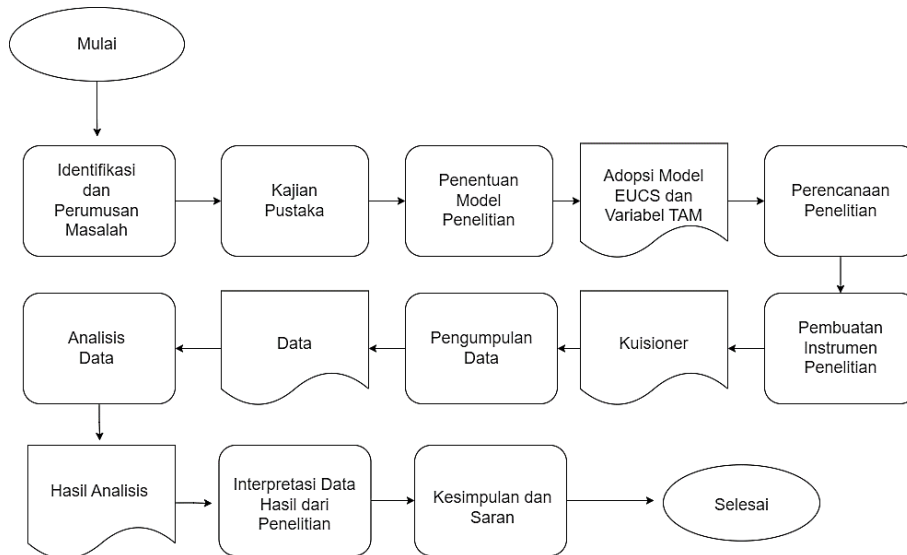 Mulai
Identifikasi
dan
Perumusan
Masalah
Kajian
Pustaka
Penentuan
Model
Penelitian
Adopsi Model
EUCS dan
Variabel TAM
Perencanaan
Penelitian
Pembuatan
Instrumen
Penelitian
Kuisioner
Pengumpulan
Data
Data
Analisis
Data
Hasil Analisis
Interpretasi Data
Hasil dari
Penelitian
Kesimpulan dan
Saran
Selesai